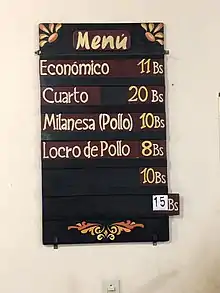 Menú
Económico 11 Bs
Cuarto 20 Bs
Milanesa (Pollo) 10 Bs
Locro de Pollo 8 Bs
10 Bs
15 Bs